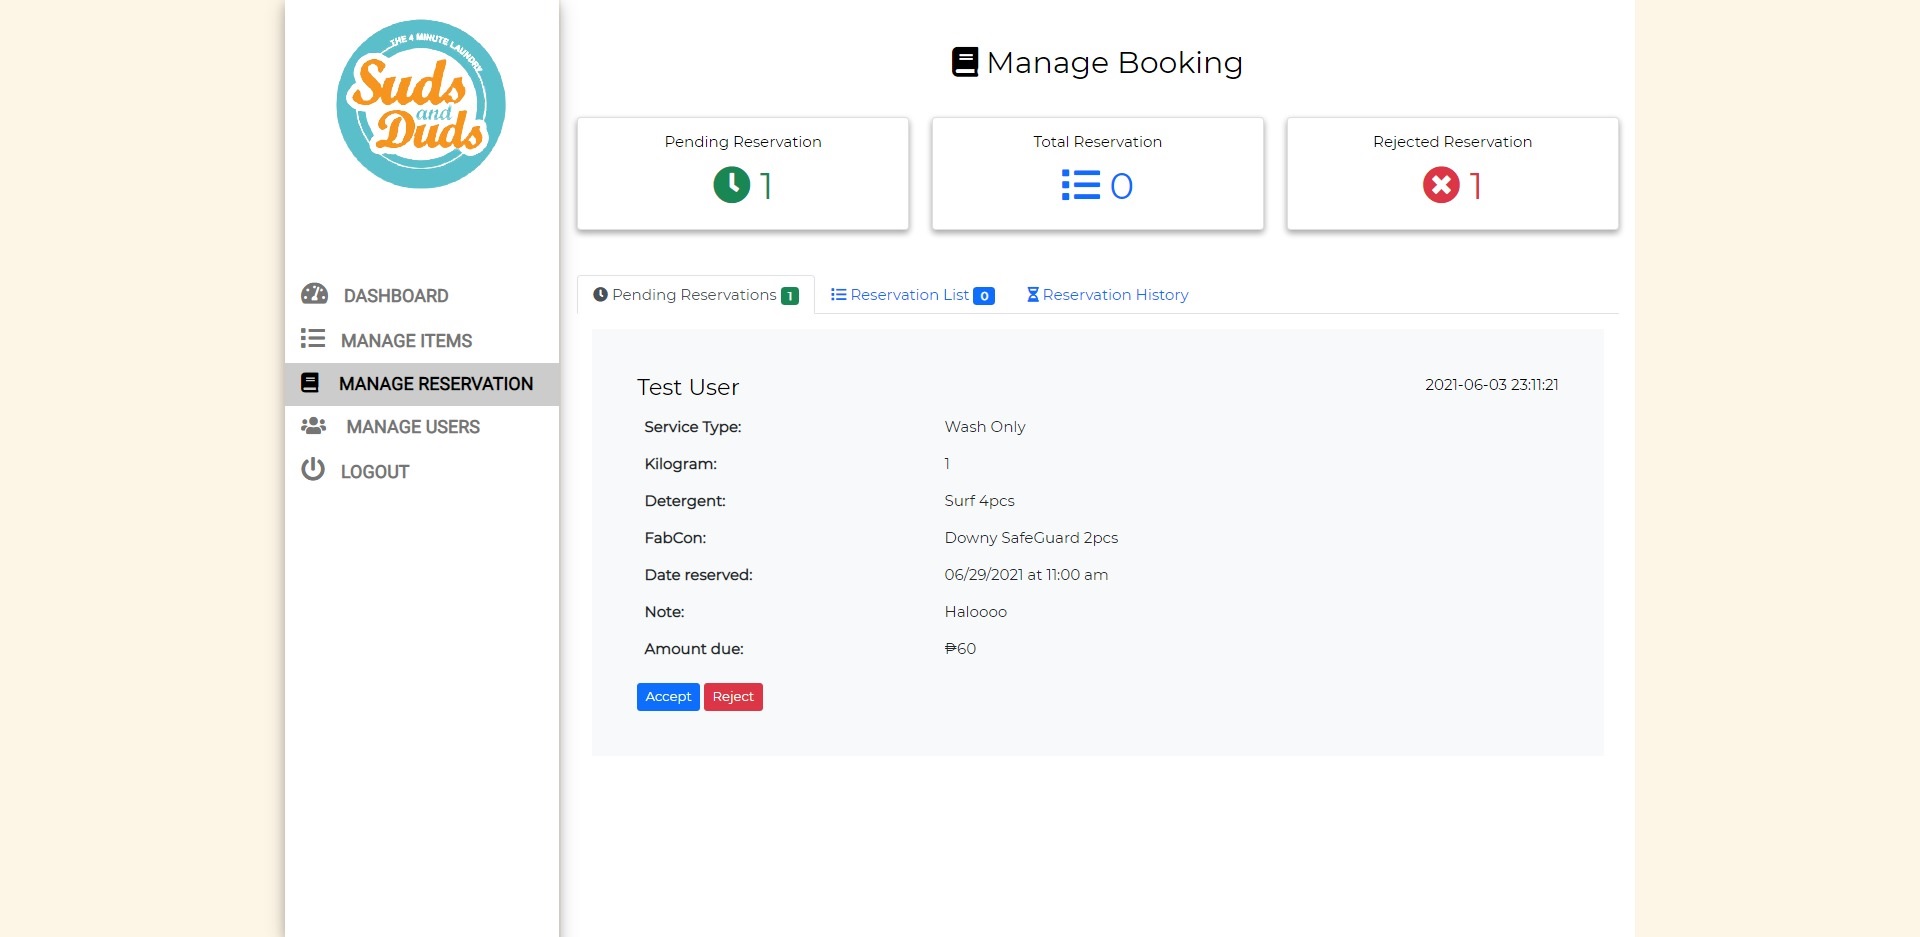 THE 4 MINUTE LAUNDRY
Suds
and
Duds
DASHBOARD
MANAGE ITEMS
MANAGE RESERVATION
MANAGE USERS
LOGOUT
Manage Booking
Pending Reservation
1
Total Reservation
0
Rejected Reservation
1
Pending Reservations 1 Reservation List 0 Reservation History
Test User 2021-06-03 23:11:21
Service Type: Wash Only
Kilogram: 1
Detergent: Surf 4pcs
FabCon: Downy SafeGuard 2pcs
Date reserved: 06/29/2021 at 11:00 am
Note: Haloooo
Amount due: ₱60
Accept Reject